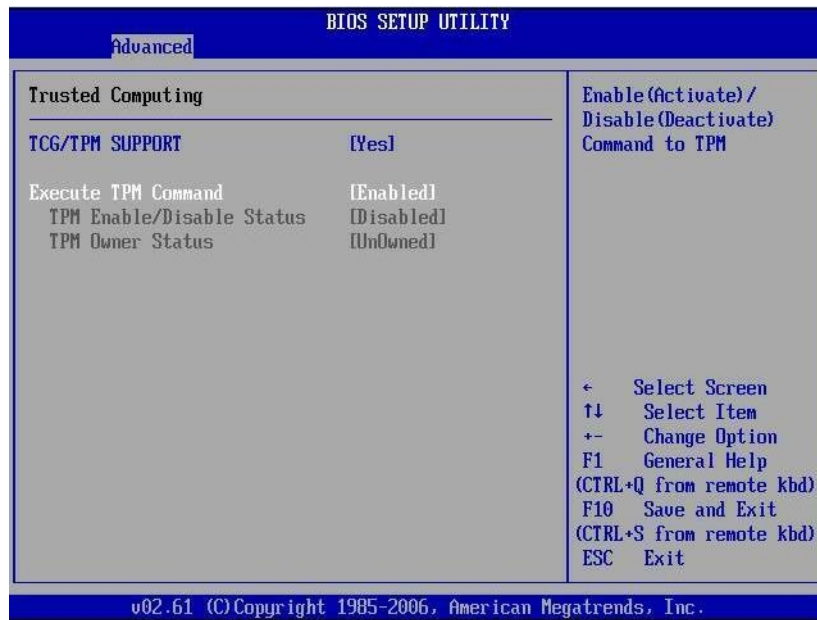 BIOS SETUP UTILITY
Advanced
Trusted Computing
TCG/TPM SUPPORT [Yes]
Execute TPM Command [Enabled]
TPM Enable/Disable Status [Disabled]
TPM Owner Status [UnOwned]
Enable(Activate)/
Disable(Deactivate)
Command to TPM
← Select Screen
↑↓ Select Item
+- Change Option
F1 General Help
(CTRL+Q from remote kbd)
F10 Save and Exit
(CTRL+S from remote kbd)
ESC Exit
v02.61 (C)Copyright 1985-2006, American Megatrends, Inc.